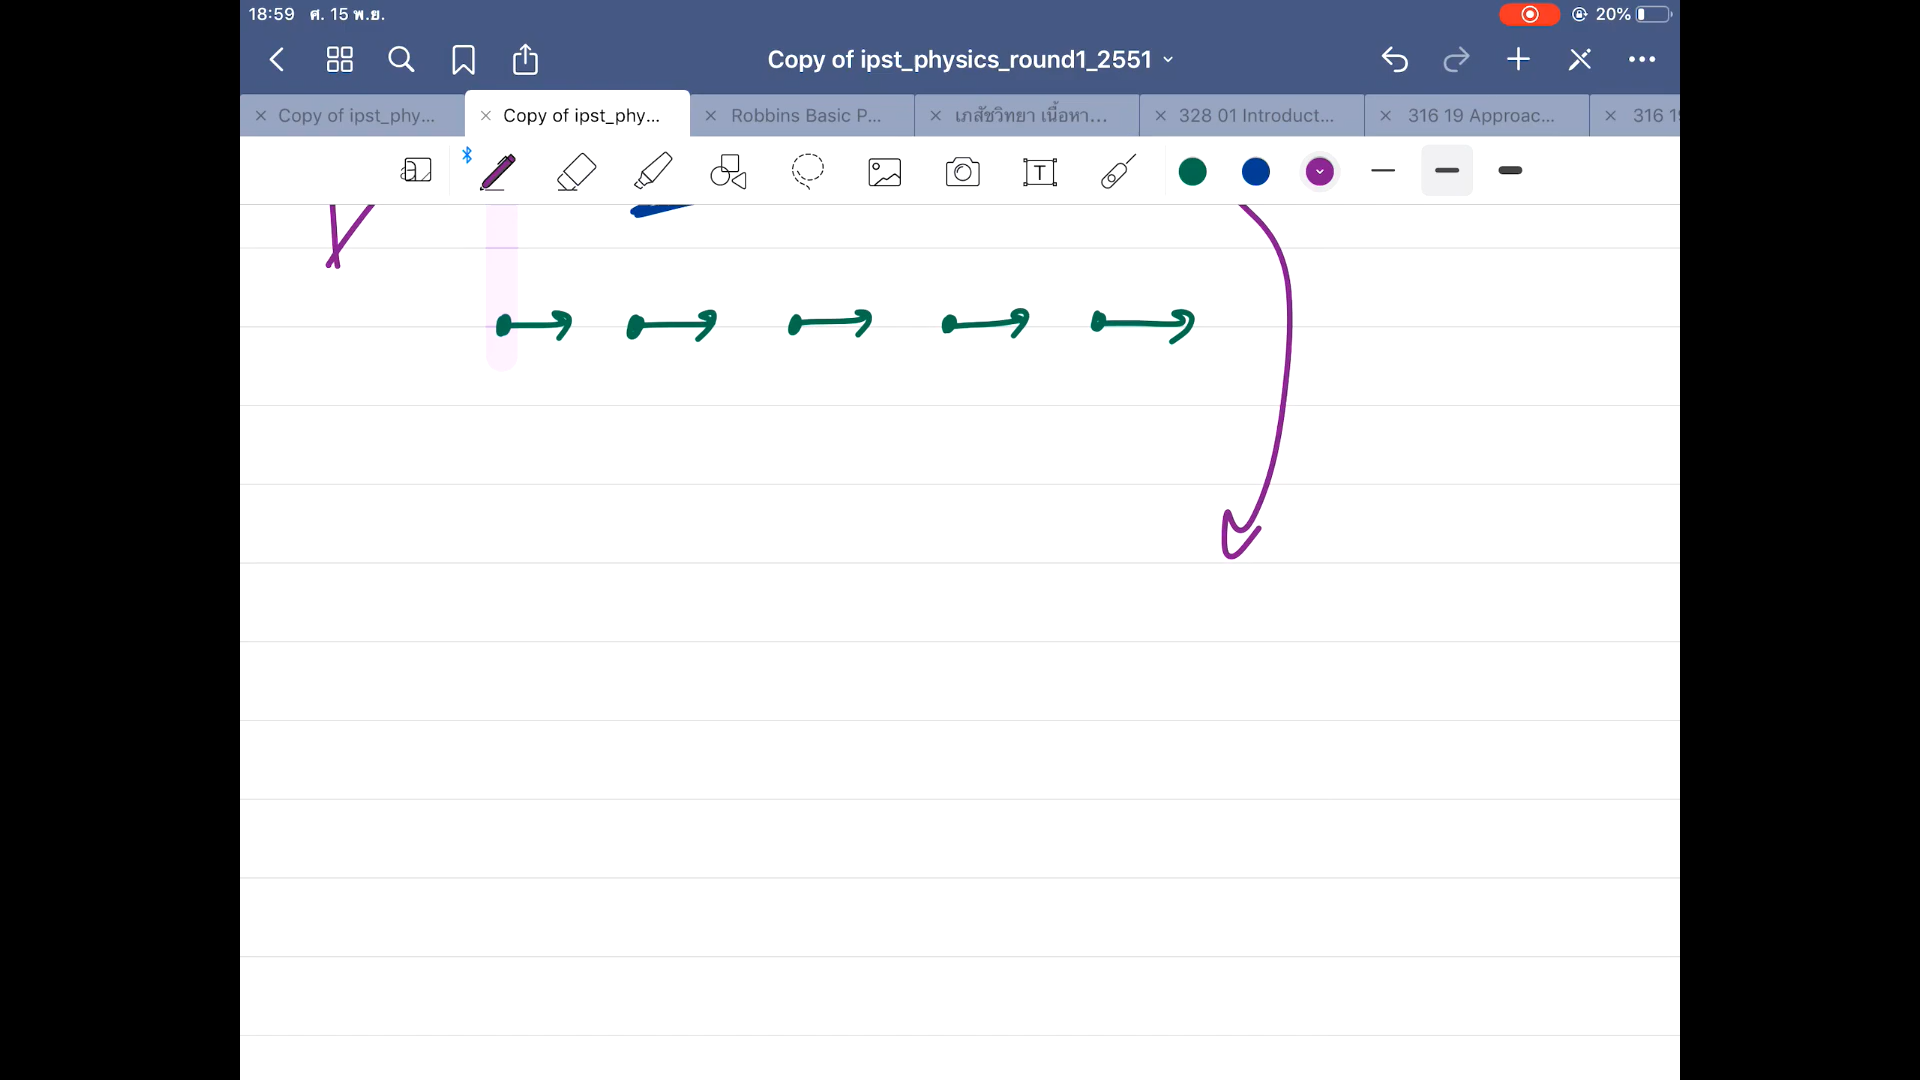 18:59 ศ. 15 พ.ย.
20%
Copy of ipst_physics_round1_2551
Copy of ipst_phy...
Copy of ipst_phy...
Robbins Basic P...
เภสัชวิทยา เนื้อหา...
328 01 Introduct...
316 19 Approac...
316 19
T